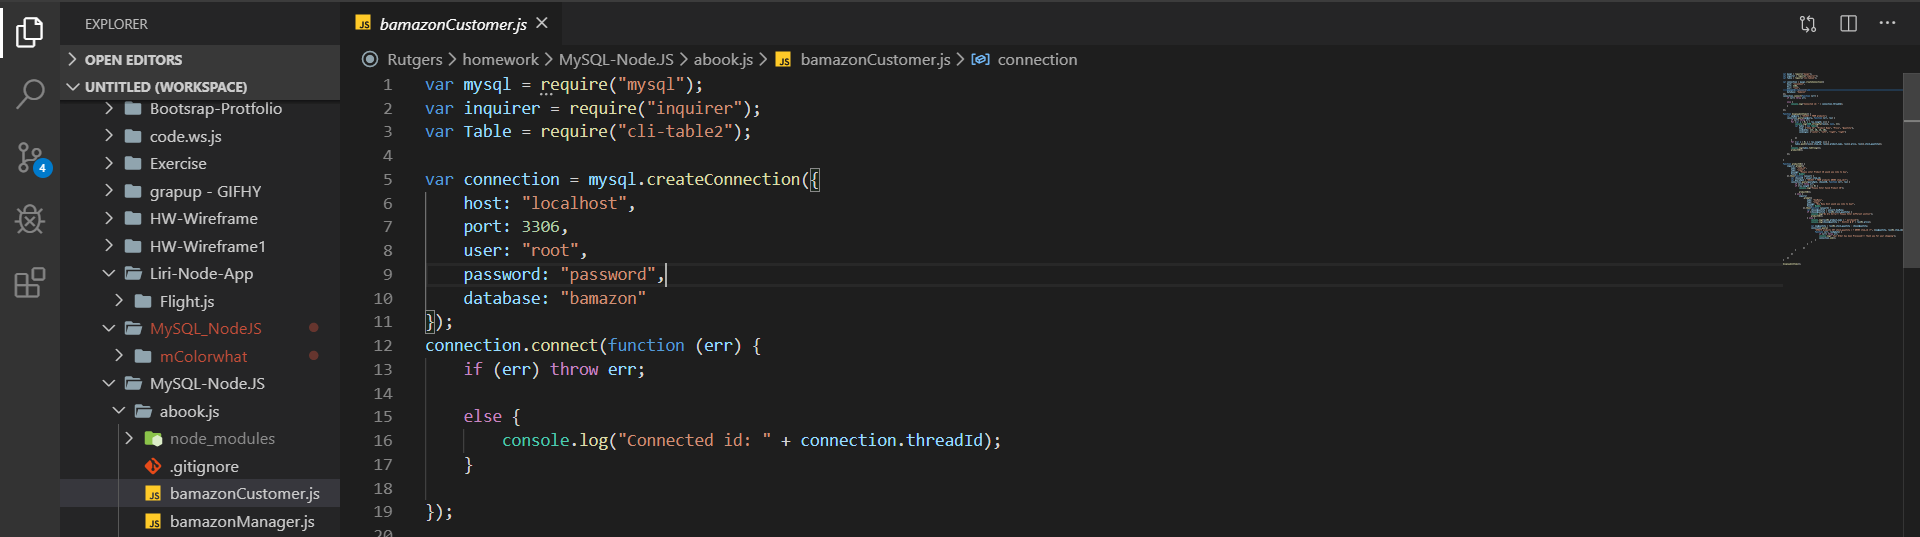 EXPLORER
OPEN EDITORS
UNTITLED (WORKSPACE)
Bootsrap-Protfolio
code.ws.js
Exercise
grapup - GIFHY
HW-Wireframe
HW-Wireframe1
Liri-Node-App
Flight.js
MySQL_NodeJS
mColorwhat
MySQL-Node.JS
abook.js
node_modules
.gitignore
JS bamazonCustomer.js
JS bamazonManager.js
4
JS bamazonCustomer.js
Rutgers > homework > MySQL-Node.JS > abook.js > JS bamazonCustomer.js > connection
1 var mysql = require("mysql");
2 var inquirer = require("inquirer");
3 var Table = require("cli-table2");
4
5 var connection = mysql.createConnection({
6 host: "localhost",
7 port: 3306,
8 user: "root",
9 password: "password",
10 database: "bamazon"
11 });
12 connection.connect(function (err) {
13 if (err) throw err;
14
15 else {
16 console.log("Connected id: " + connection.threadId);
17 }
18
19 });
20